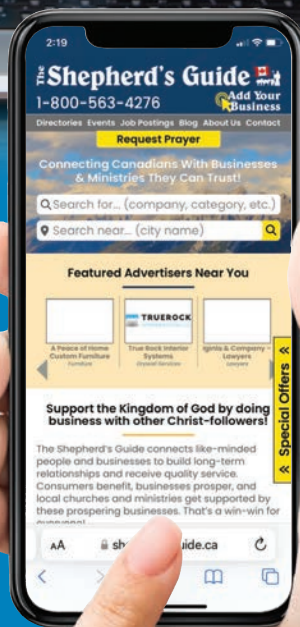 2:19
The Shepherd's Guide
1-800-563-4276
Add Your
Business
Directories Events Job Postings Blog About Us Contact
Request Prayer
Connecting Canadians With Businesses
& Ministries They Can Trust!
Search for... (company, category, etc.)
Search near... (city name)
Featured Advertisers Near You
TRUEROCK
A Peace of Home
Custom Furniture
Furniture
True Rock Interior
Systems
Drywall Services
Ignis & Company -
Lawyers
Lawyers
« Special Offers «
Support the Kingdom of God by doing
business with other Christ-followers!
The Shepherd's Guide connects like-minded
people and businesses to build long-term
relationships and receive quality service.
Consumers benefit, businesses prosper, and
local churches and ministries get supported by
these prospering businesses. That's a win-win for
everyone!
AA sh uide.ca